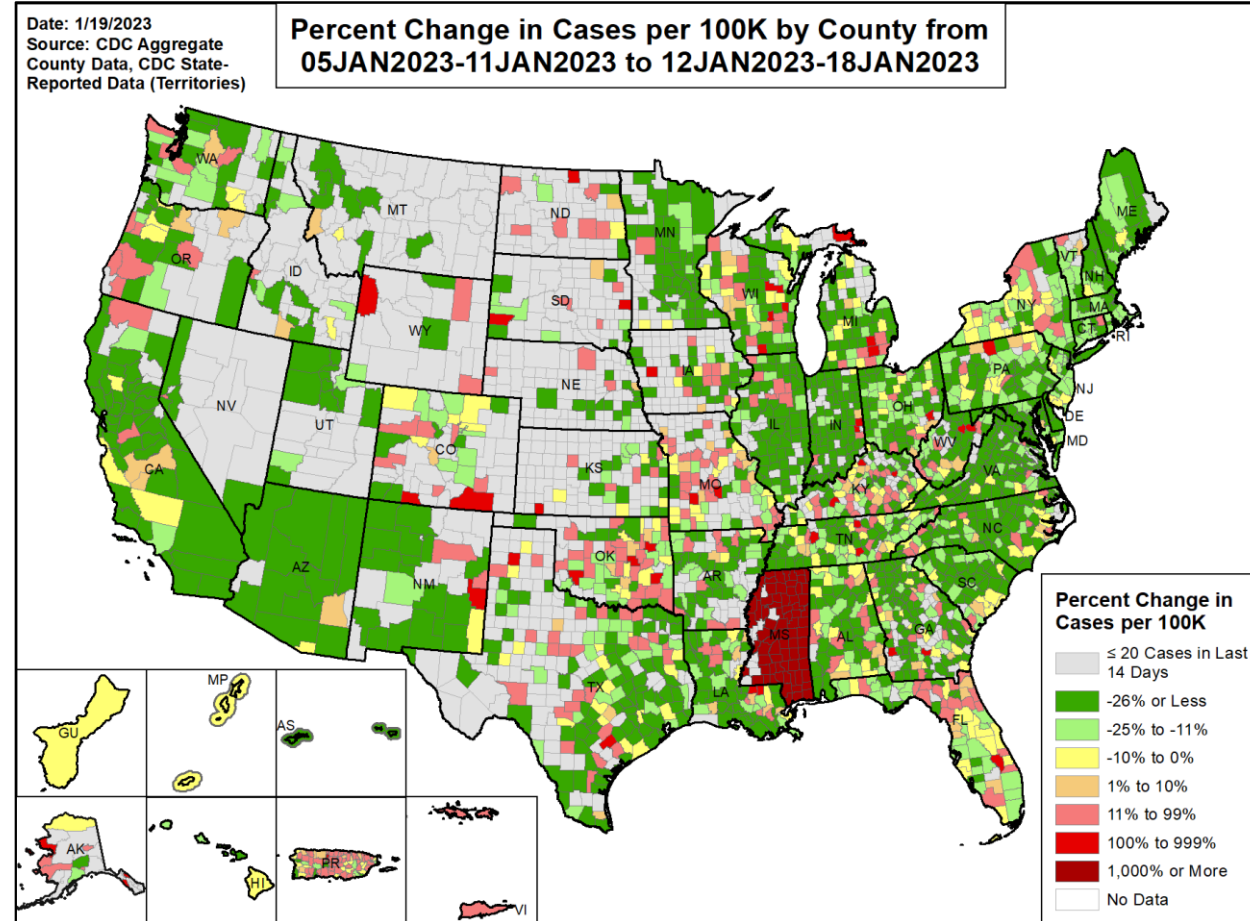 Date: 1/19/2023
Source: CDC Aggregate
County Data, CDC State-
Reported Data (Territories)
Percent Change in Cases per 100K by County from
05JAN2023-11JAN2023 to 12JAN2023-18JAN2023
WA
MT
ND
MN
ME
OR
ID
SD
WI
VT
NH
NY
MA
CT
RI
WY
MI
IA
NE
PA
NJ
NV
UT
IL
IN
OH
DE
MD
CA
CO
KS
MO
WV
KY
VA
NC
TN
AZ
NM
OK
AR
SC
MS
AL
GA
TX
LA
FL
GU
MP
AS
AK
HI
PR
VI
Percent Change in
Cases per 100K
≤ 20 Cases in Last
14 Days
-26% or Less
-25% to -11%
-10% to 0%
1% to 10%
11% to 99%
100% to 999%
1,000% or More
No Data